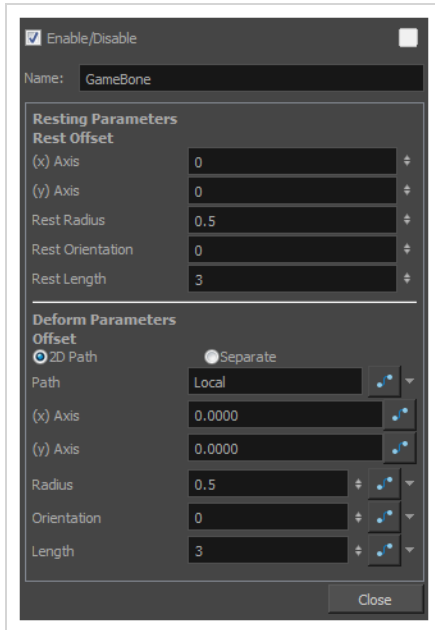 Enable/Disable
Name: GameBone
Resting Parameters
Rest Offset
(x) Axis 0
(y) Axis 0
Rest Radius 0.5
Rest Orientation 0
Rest Length 3
Deform Parameters
Offset
2D Path Separate
Path Local
(x) Axis 0.0000
(y) Axis 0.0000
Radius 0.5
Orientation 0
Length 3
Close